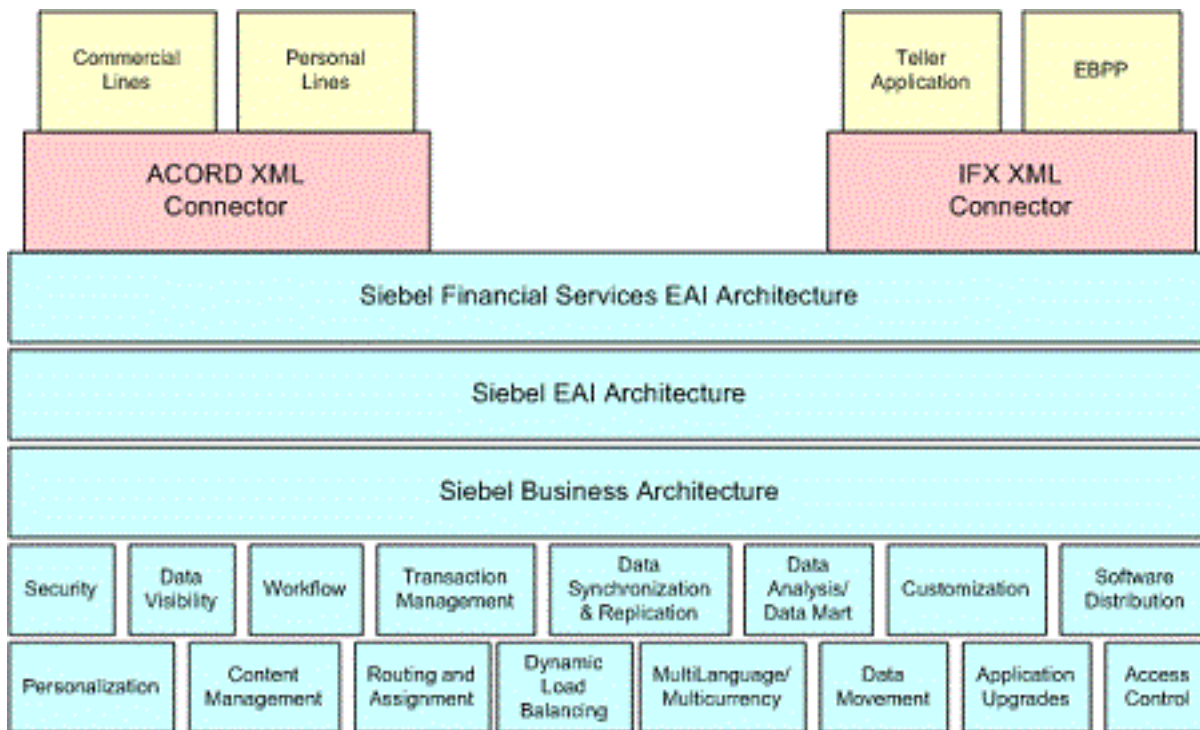 Commercial
Lines
Personal
Lines
Teller
Application
EBPP
ACORD XML
Connector
IFX XML
Connector
Siebel Financial Services EAI Architecture
Siebel EAI Architecture
Siebel Business Architecture
Security
Data
Visibility
Workflow
Transaction
Management
Data
Synchronization
& Replication
Data
Analysis/
Data Mart
Customization
Software
Distribution
Personalization
Content
Management
Routing and
Assignment
Dynamic
Load
Balancing
MultiLanguage/
Multicurrency
Data
Movement
Application
Upgrades
Access
Control